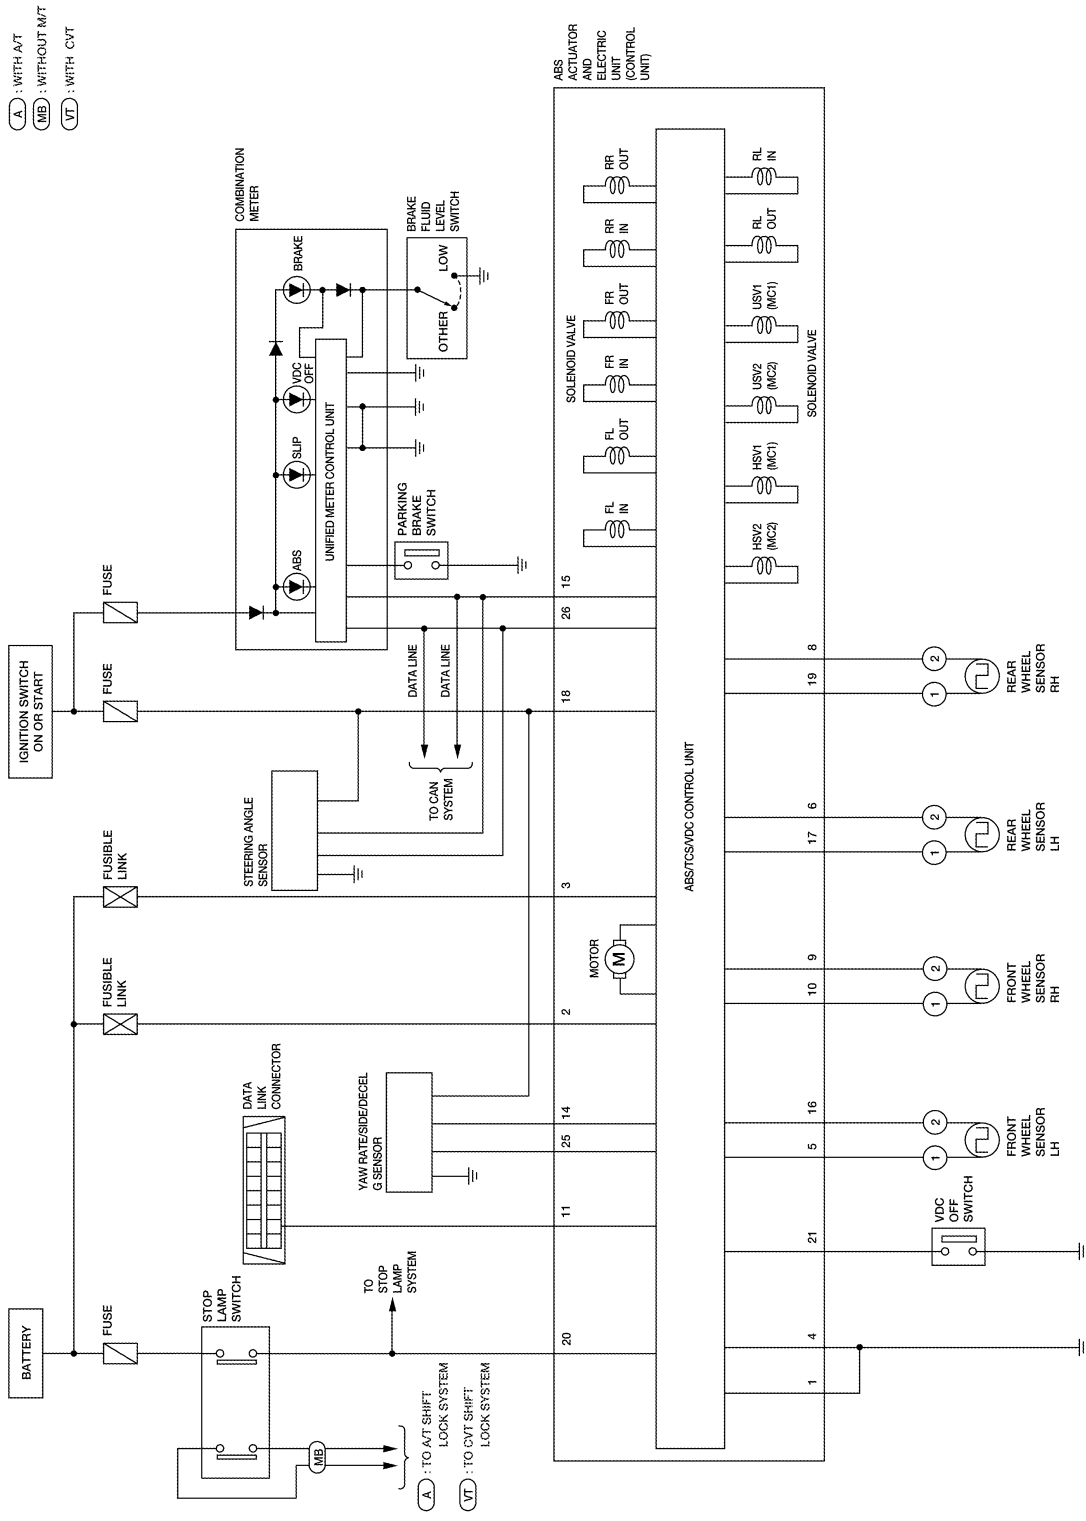 BATTERY
IGNITION SWITCH
ON OR START
A : WITH A/T
MB : WITHOUT M/T
VT : WITH CVT
FUSE
FUSIBLE
LINK
FUSIBLE
LINK
FUSE
FUSE
STOP
LAMP
SWITCH
DATA
LINK
CONNECTOR
STEERING ANGLE
SENSOR
COMBINATION
METER
ABS
SLIP
VDC
OFF
BRAKE
UNIFIED METER CONTROL UNIT
MB
A : TO A/T SHIFT
LOCK SYSTEM
VT : TO CVT SHIFT
LOCK SYSTEM
TO
STOP
LAMP
SYSTEM
YAW RATE/SIDE/DECEL
G SENSOR
DATA LINE
DATA LINE
TO CAN
SYSTEM
PARKING
BRAKE
SWITCH
BRAKE
FLUID
LEVEL
SWITCH
OTHER
LOW
20
11
25
14
2
3
18
26
15
ABS
ACTUATOR
AND
ELECTRIC
UNIT
(CONTROL
UNIT)
MOTOR
M
SOLENOID VALVE
FL
IN
FL
OUT
FR
IN
FR
OUT
RR
IN
RR
OUT
ABS/TCS/VDC CONTROL UNIT
HSV2
(MC2)
HSV1
(MC1)
USV2
(MC2)
USV1
(MC1)
RL
OUT
RL
IN
SOLENOID VALVE
1
4
21
5
16
10
9
17
6
19
8
VDC
OFF
SWITCH
1
2
1
2
1
2
1
2
FRONT
WHEEL
SENSOR
LH
FRONT
WHEEL
SENSOR
RH
REAR
WHEEL
SENSOR
LH
REAR
WHEEL
SENSOR
RH